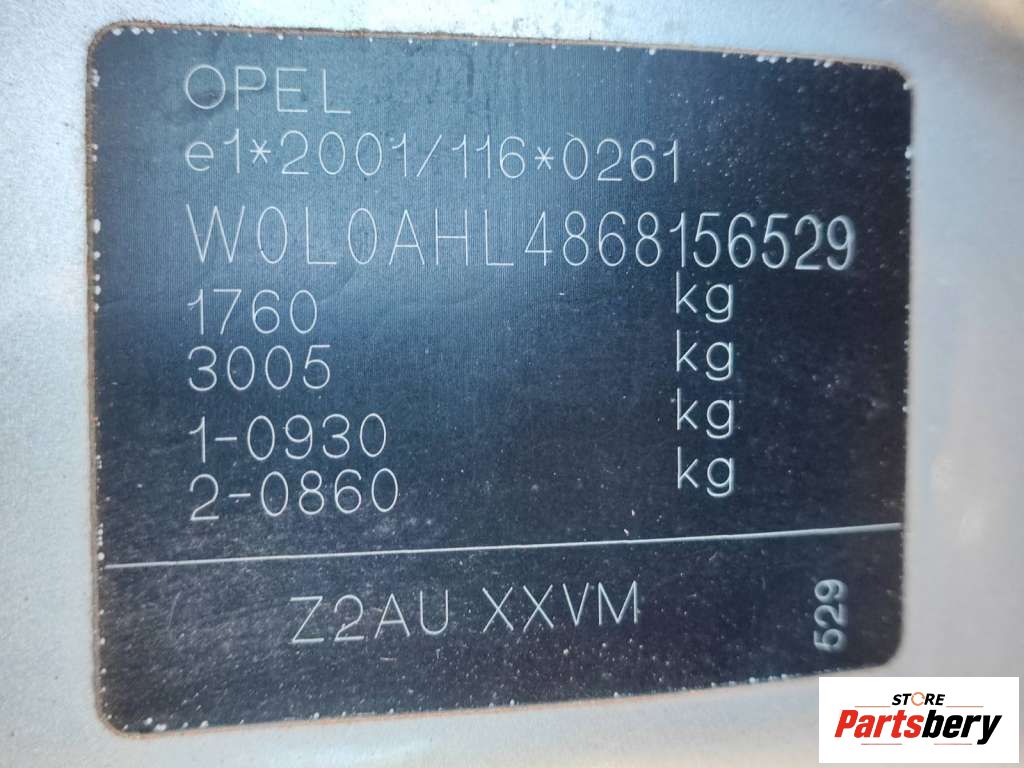 OPEL
e1*2001/116*0261
W0L0AHL4868156529
1760 kg
3005 kg
1-0930 kg
2-0860 kg
Z2AU XXVM
529
STORE
Partsbery